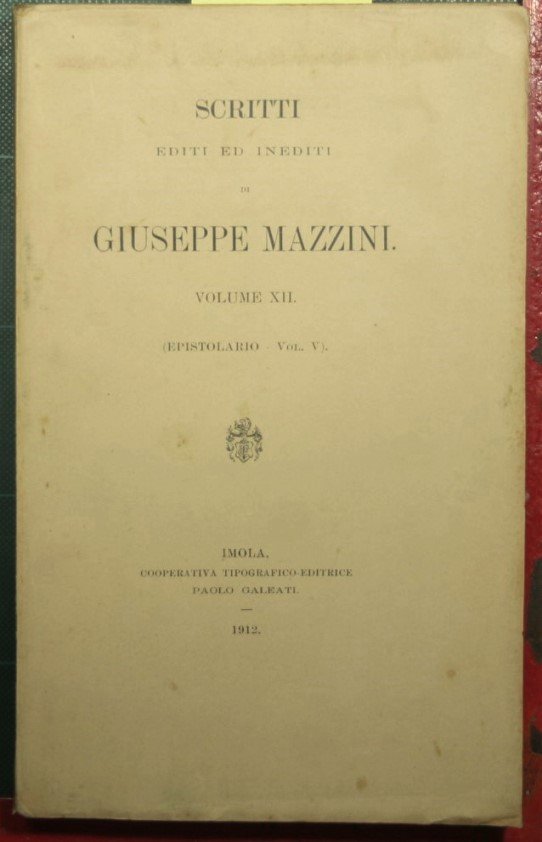 SCRITTI
EDITI ED INEDITI
DI
GIUSEPPE MAZZINI.
VOLUME XII.
(EPISTOLARIO - VOL. V).
IMOLA,
COOPERATIVA TIPOGRAFICO-EDITRICE
PAOLO GALEATI.
—
1912.